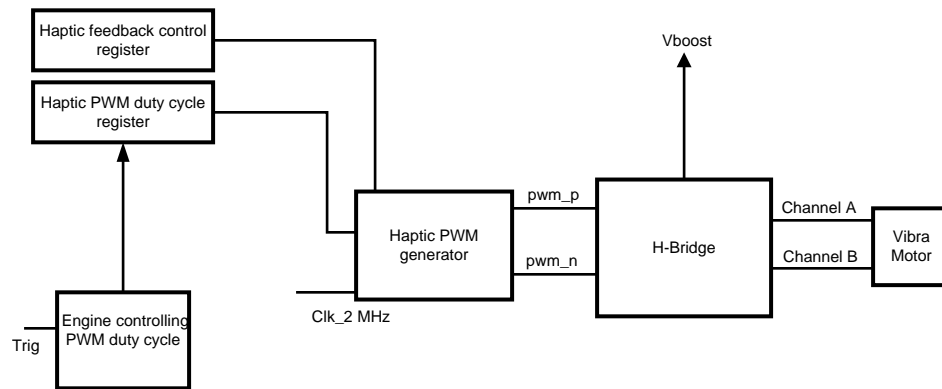 Haptic feedback control
register
Haptic PWM duty cycle
register
Vboost
Haptic PWM
generator
pwm_p
pwm_n
H-Bridge
Channel A
Channel B
Vibra
Motor
Clk_2 MHz
Engine controlling
PWM duty cycle
Trig